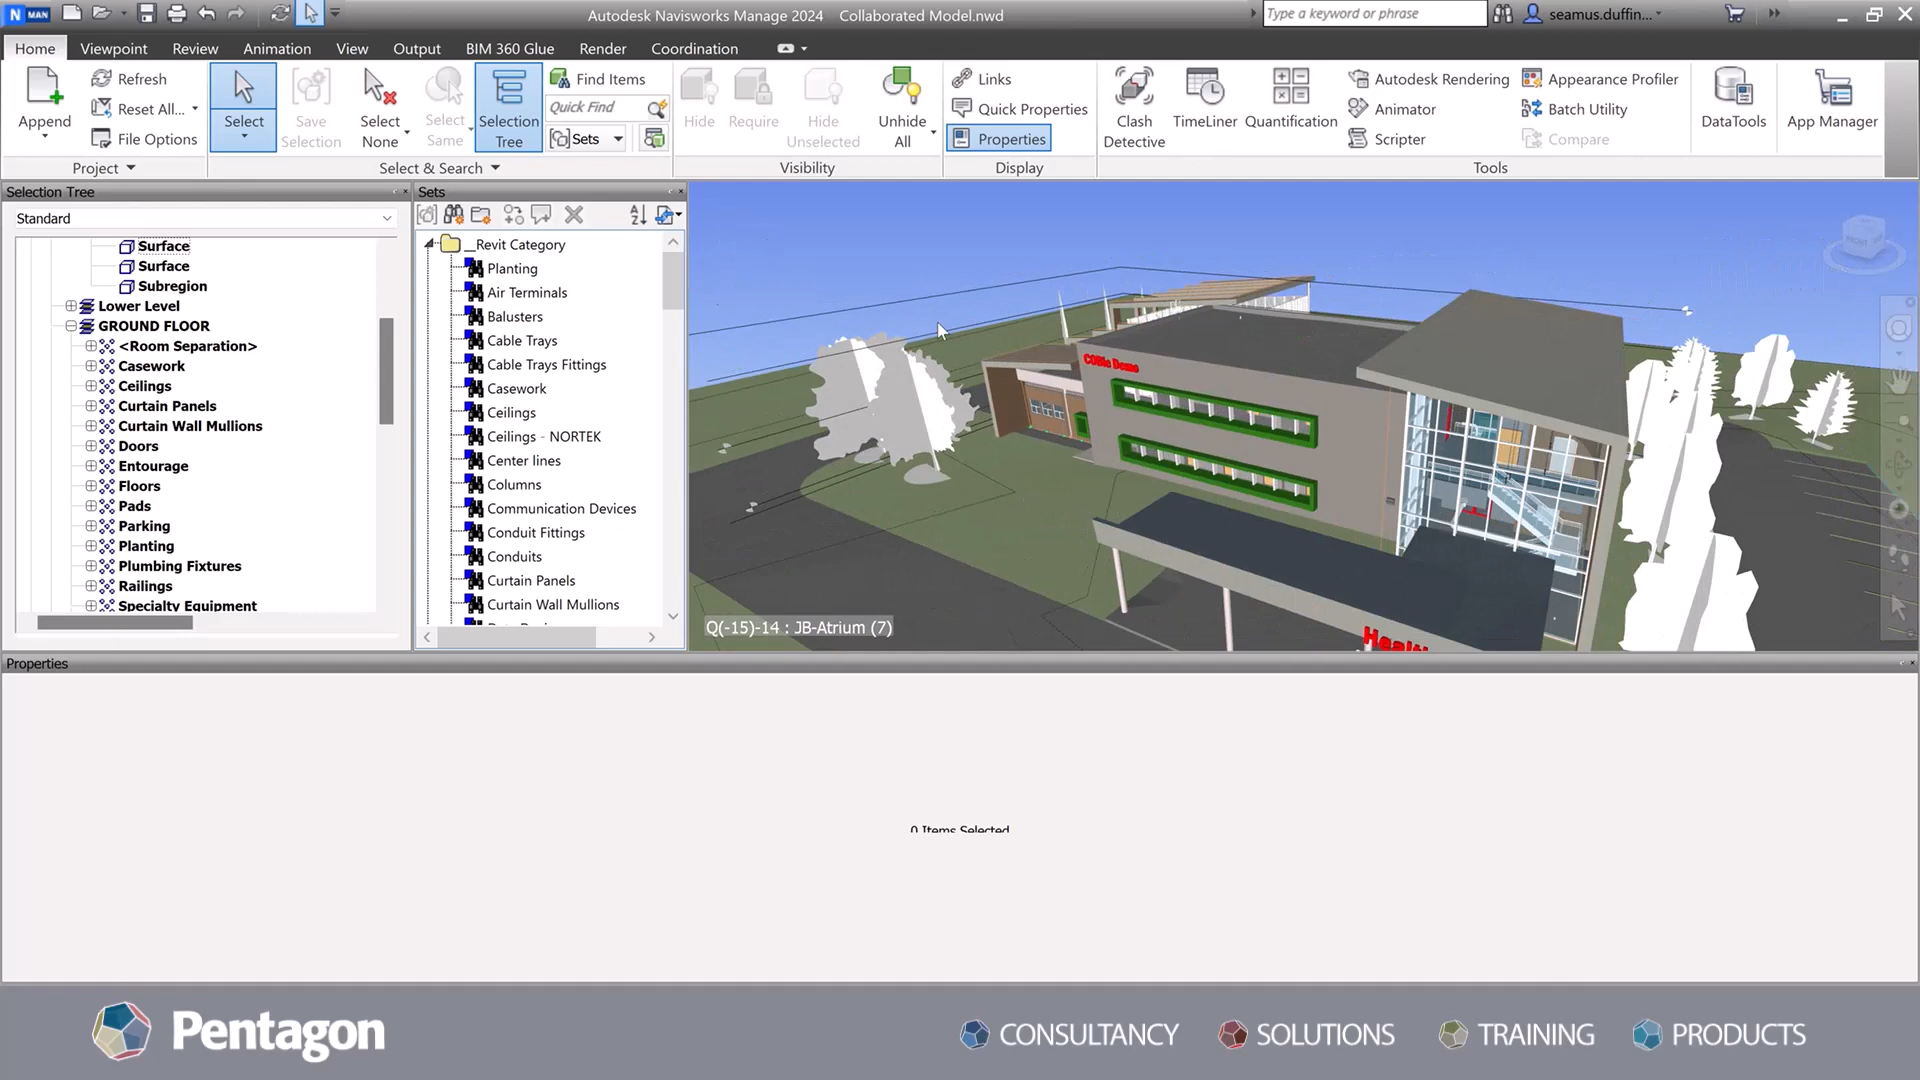 N MAN
Autodesk Navisworks Manage 2024 Collaborated Model.nwd
Type a keyword or phrase
seamus.duffin...
Home Viewpoint Review Animation View Output BIM 360 Glue Render Coordination
Append
Refresh
Reset All...
File Options
Project
Select
Save Selection
Select None
Select Same
Selection Tree
Find Items
Quick Find
Sets
Select & Search
Hide
Require
Hide Unselected
Unhide All
Visibility
Links
Quick Properties
Properties
Display
Clash Detective
TimeLiner
Quantification
Autodesk Rendering
Animator
Scripter
Appearance Profiler
Batch Utility
Compare
Tools
DataTools
App Manager
Selection Tree
Standard
Surface
Surface
Subregion
Lower Level
GROUND FLOOR
<Room Separation>
Casework
Ceilings
Curtain Panels
Curtain Wall Mullions
Doors
Entourage
Floors
Pads
Parking
Planting
Plumbing Fixtures
Railings
Specialty Equipment
Sets
__Revit Category
Planting
Air Terminals
Balusters
Cable Trays
Cable Trays Fittings
Casework
Ceilings
Ceilings - NORTEK
Center lines
Columns
Communication Devices
Conduit Fittings
Conduits
Curtain Panels
Curtain Wall Mullions
COBie Demo
Q(-15)-14 : JB-Atrium (7)
Properties
0 Items Selected
Pentagon
CONSULTANCY
SOLUTIONS
TRAINING
PRODUCTS